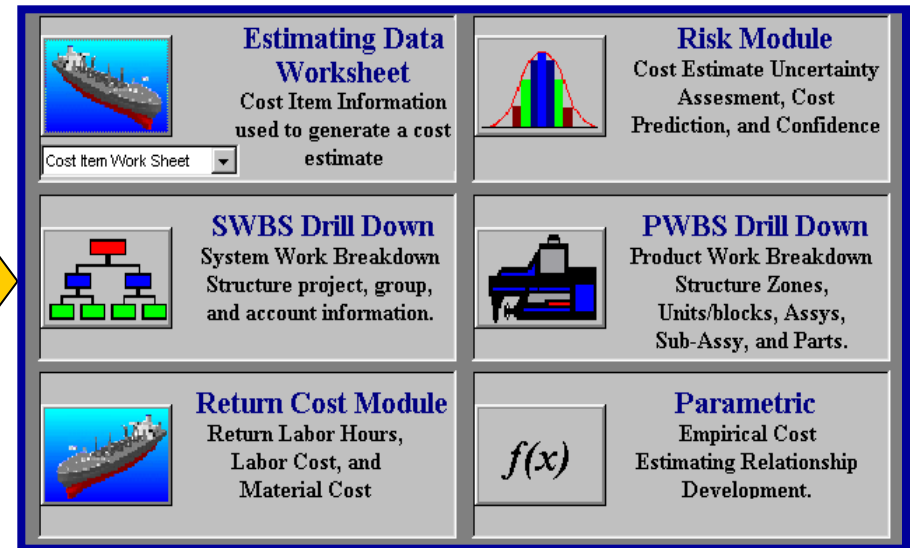 Estimating Data
Worksheet
Cost Item Information
used to generate a cost
estimate
Cost Item Work Sheet
Risk Module
Cost Estimate Uncertainty
Assesment, Cost
Prediction, and Confidence
SWBS Drill Down
System Work Breakdown
Structure project, group,
and account information.
PWBS Drill Down
Product Work Breakdown
Structure Zones,
Units/blocks, Assys,
Sub-Assy, and Parts.
Return Cost Module
Return Labor Hours,
Labor Cost, and
Material Cost
f(x)
Parametric
Empirical Cost
Estimating Relationship
Development.